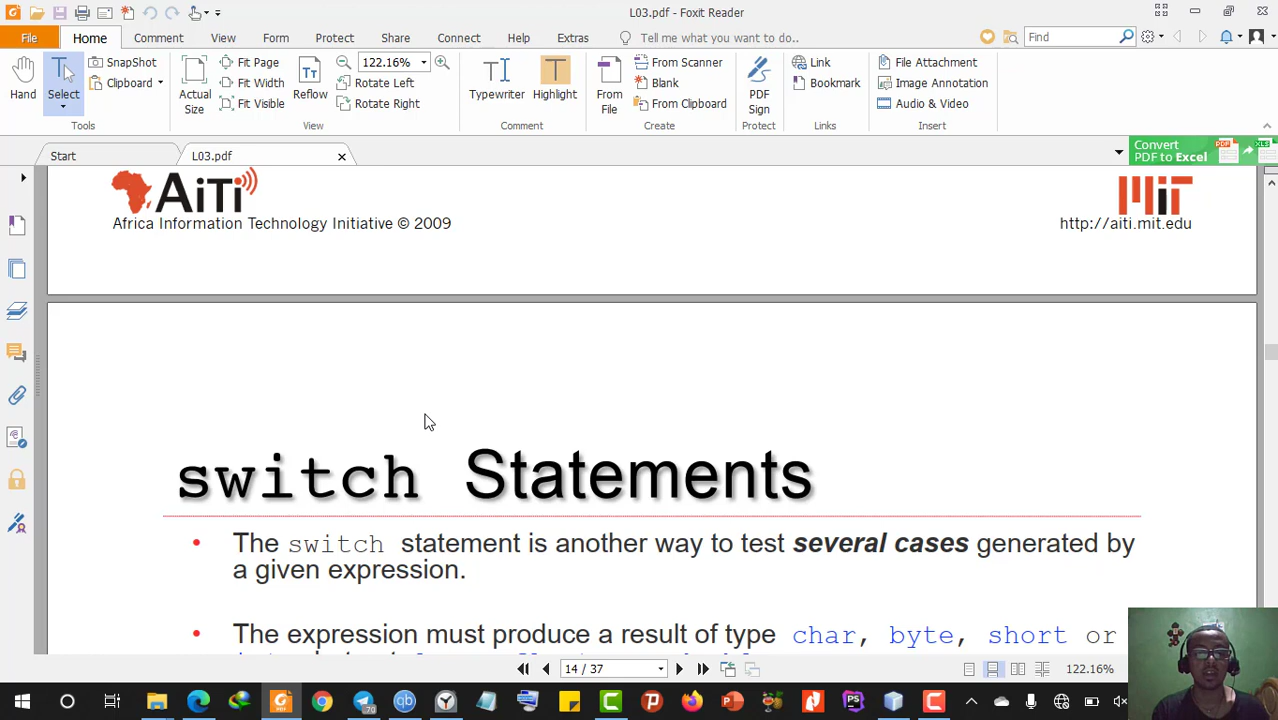 L03.pdf - Foxit Reader
File Home Comment View Form Protect Share Connect Help Extras Tell me what you want to do.. Find
Hand
Select
SnapShot
Clipboard
Tools
Actual
Size
Fit Page
Fit Width
Fit Visible
Reflow
122.16%
Rotate Left
Rotate Right
View
Typewriter
Highlight
Comment
From
File
From Scanner
Blank
From Clipboard
Create
PDF
Sign
Protect
Link
Bookmark
Links
File Attachment
Image Annotation
Audio & Video
Insert
Start L03.pdf
Convert
PDF to Excel
PDF XLS
AiTi
Africa Information Technology Initiative © 2009
MiT
http://aiti.mit.edu
switch Statements
• The switch statement is another way to test several cases generated by
a given expression.
• The expression must produce a result of type char, byte, short or
14 / 37
122.16%
70